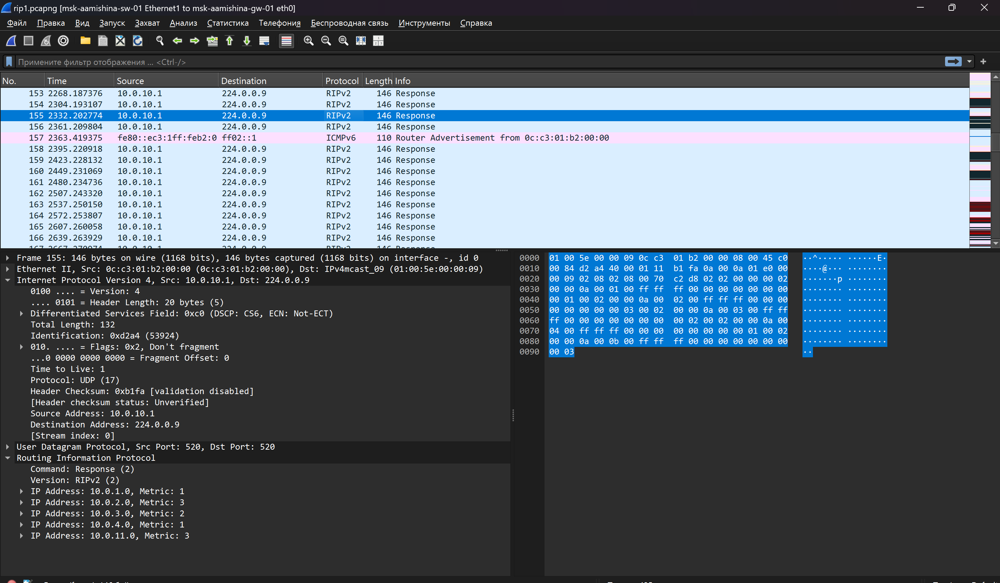 rip1.pcapng [msk-aamishina-sw-01 Ethernet1 to msk-aamishina-gw-01 eth0]
Файл Правка Вид Запуск Захват Анализ Статистика Телефония Беспроводная связь Инструменты Справка
Примените фильтр отображения ... <Ctrl-/>
No. Time Source Destination Protocol Length Info
153 2268.187376 10.0.10.1 224.0.0.9 RIPv2 146 Response
154 2304.193107 10.0.10.1 224.0.0.9 RIPv2 146 Response
155 2332.202774 10.0.10.1 224.0.0.9 RIPv2 146 Response
156 2361.209804 10.0.10.1 224.0.0.9 RIPv2 146 Response
157 2363.419375 fe80::ec3:1ff:feb2:0 ff02::1 ICMPv6 110 Router Advertisement from 0c:c3:01:b2:00:00
158 2395.220918 10.0.10.1 224.0.0.9 RIPv2 146 Response
159 2423.228132 10.0.10.1 224.0.0.9 RIPv2 146 Response
160 2449.231069 10.0.10.1 224.0.0.9 RIPv2 146 Response
161 2480.234736 10.0.10.1 224.0.0.9 RIPv2 146 Response
162 2507.243320 10.0.10.1 224.0.0.9 RIPv2 146 Response
163 2537.250150 10.0.10.1 224.0.0.9 RIPv2 146 Response
164 2572.253807 10.0.10.1 224.0.0.9 RIPv2 146 Response
165 2607.260058 10.0.10.1 224.0.0.9 RIPv2 146 Response
166 2639.263929 10.0.10.1 224.0.0.9 RIPv2 146 Response
Frame 155: 146 bytes on wire (1168 bits), 146 bytes captured (1168 bits) on interface -, id 0
Ethernet II, Src: 0c:c3:01:b2:00:00 (0c:c3:01:b2:00:00), Dst: IPv4mcast_09 (01:00:5e:00:00:09)
Internet Protocol Version 4, Src: 10.0.10.1, Dst: 224.0.0.9
0100 .... = Version: 4
.... 0101 = Header Length: 20 bytes (5)
Differentiated Services Field: 0xc0 (DSCP: CS6, ECN: Not-ECT)
Total Length: 132
Identification: 0xd2a4 (53924)
010. .... = Flags: 0x2, Don't fragment
...0 0000 0000 0000 = Fragment Offset: 0
Time to Live: 1
Protocol: UDP (17)
Header Checksum: 0xb1fa [validation disabled]
[Header checksum status: Unverified]
Source Address: 10.0.10.1
Destination Address: 224.0.0.9
[Stream index: 0]
User Datagram Protocol, Src Port: 520, Dst Port: 520
Routing Information Protocol
Command: Response (2)
Version: RIPv2 (2)
IP Address: 10.0.1.0, Metric: 1
IP Address: 10.0.2.0, Metric: 3
IP Address: 10.0.3.0, Metric: 2
IP Address: 10.0.4.0, Metric: 1
IP Address: 10.0.11.0, Metric: 3
0000 01 00 5e 00 00 09 0c c3 01 b2 00 00 08 00 45 c0 ··^····· ······E·
0010 00 84 d2 a4 40 00 01 11 b1 fa 0a 00 0a 01 e0 00 ····@··· ········
0020 00 09 02 08 02 08 00 70 c2 d8 02 02 00 00 00 02 ·······p ········
0030 00 00 0a 00 01 00 ff ff ff 00 00 00 00 00 00 00 ········ ········
0040 00 01 00 02 00 00 0a 00 02 00 ff ff ff 00 00 00 ········ ········
0050 00 00 00 00 00 03 00 02 00 00 0a 00 03 00 ff ff ········ ········
0060 ff 00 00 00 00 00 00 00 00 02 00 02 00 00 0a 00 ········ ········
0070 04 00 ff ff ff 00 00 00 00 00 00 00 00 01 00 02 ········ ········
0080 00 00 0a 00 0b 00 ff ff ff 00 00 00 00 00 00 00 ········ ········
0090 00 03 ··